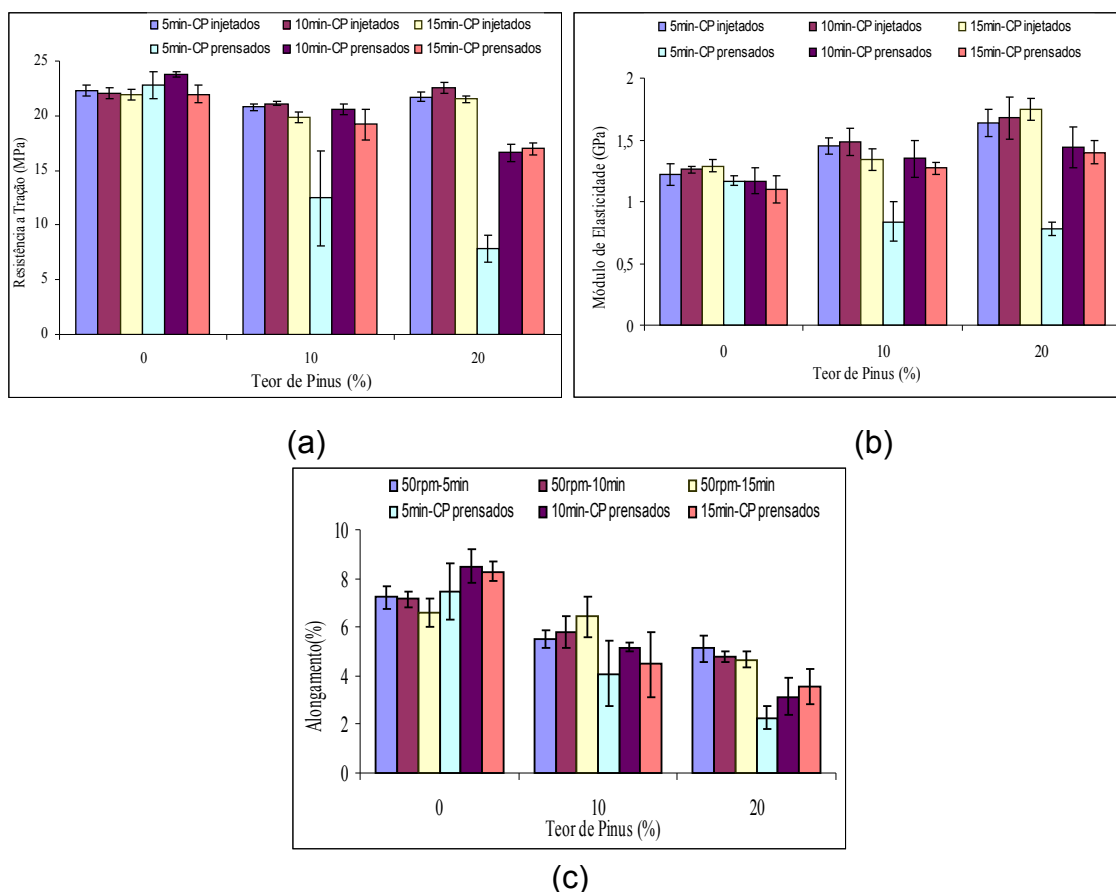 5min-CP injetados 10min-CP injetados 15min-CP injetados
5min-CP prensados 10min-CP prensados 15min-CP prensados
25
20
15
10
5
0
Resistência a Tração (MPa)
0 10 20
Teor de Pinus (%)
(a)
5min-CP injetados 10min-CP injetados 15min-CP injetados
5min-CP prensados 10min-CP prensados 15min-CP prensados
2
1,5
1
0,5
0
Módulo de Elasticidade (GPa)
0 10 20
Teor de Pinus (%)
(b)
50rpm-5min 50rpm-10min 50rpm-15min
5min-CP prensados 10min-CP prensados 15min-CP prensados
10
8
6
4
2
0
Alongamento(%)
0 10 20
Teor de Pinus (%)
(c)